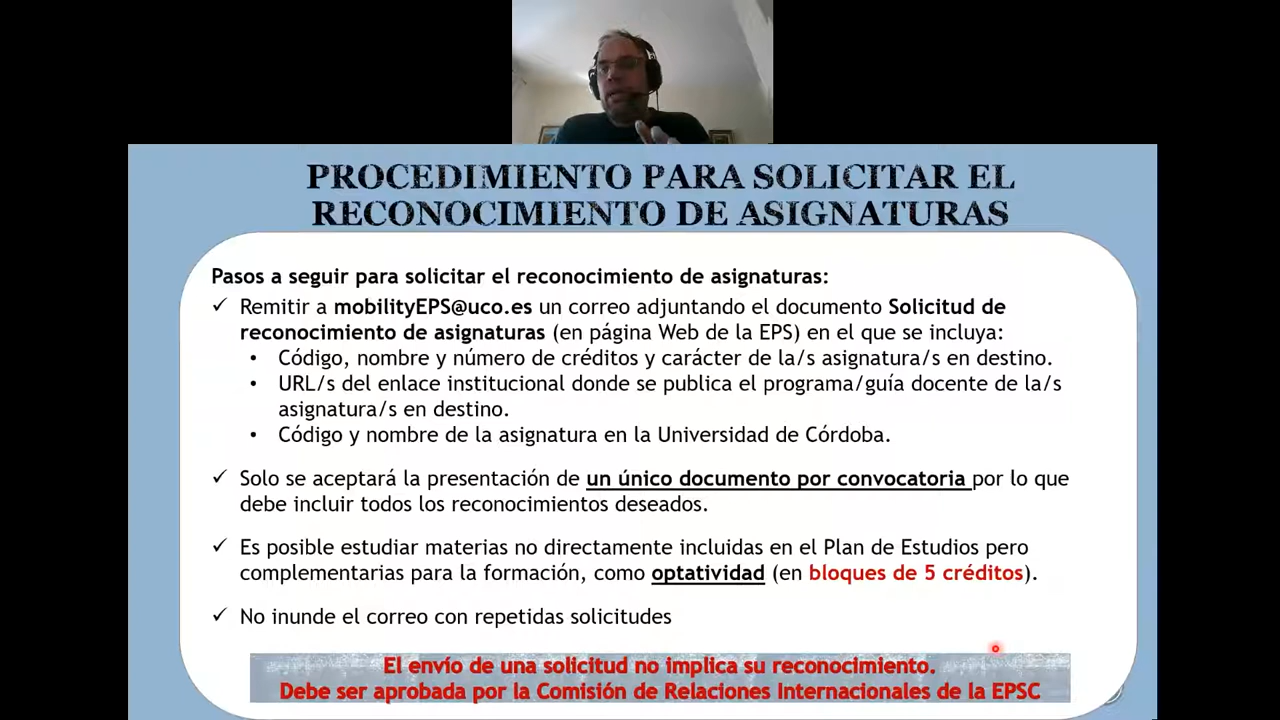 PROCEDIMIENTO PARA SOLICITAR EL
RECONOCIMIENTO DE ASIGNATURAS
Pasos a seguir para solicitar el reconocimiento de asignaturas:
✓ Remitir a mobilityEPS@uco.es un correo adjuntando el documento Solicitud de
reconocimiento de asignaturas (en página Web de la EPS) en el que se incluya:
• Código, nombre y número de créditos y carácter de la/s asignatura/s en destino.
• URL/s del enlace institucional donde se publica el programa/guía docente de la/s
asignatura/s en destino.
• Código y nombre de la asignatura en la Universidad de Córdoba.
✓ Solo se aceptará la presentación de un único documento por convocatoria por lo que
debe incluir todos los reconocimientos deseados.
✓ Es posible estudiar materias no directamente incluidas en el Plan de Estudios pero
complementarias para la formación, como optatividad (en bloques de 5 créditos).
✓ No inunde el correo con repetidas solicitudes
El envío de una solicitud no implica su reconocimiento.
Debe ser aprobada por la Comisión de Relaciones Internacionales de la EPSC